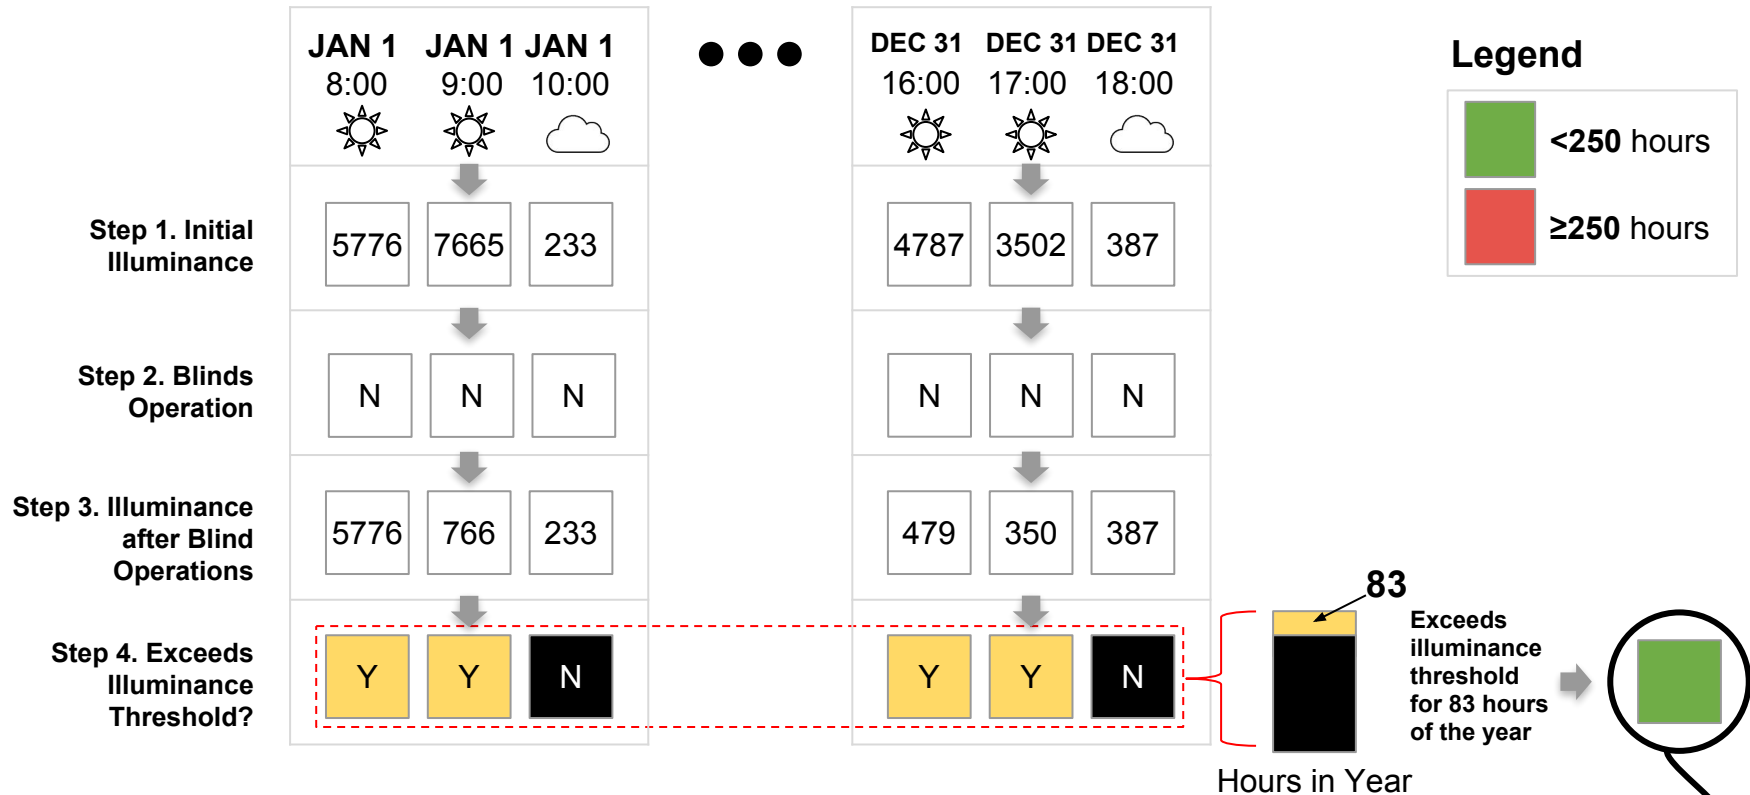 JAN 1 JAN 1 JAN 1
8:00 9:00 10:00
DEC 31 DEC 31 DEC 31
16:00 17:00 18:00
Legend
<250 hours
≥250 hours
Step 1. Initial
Illuminance
5776 7665 233
4787 3502 387
Step 2. Blinds
Operation
N N N
N N N
Step 3. Illuminance
after Blind
Operations
5776 766 233
479 350 387
Step 4. Exceeds
Illuminance
Threshold?
Y Y N
Y Y N
83
Exceeds
illuminance
threshold
for 83 hours
of the year
Hours in Year